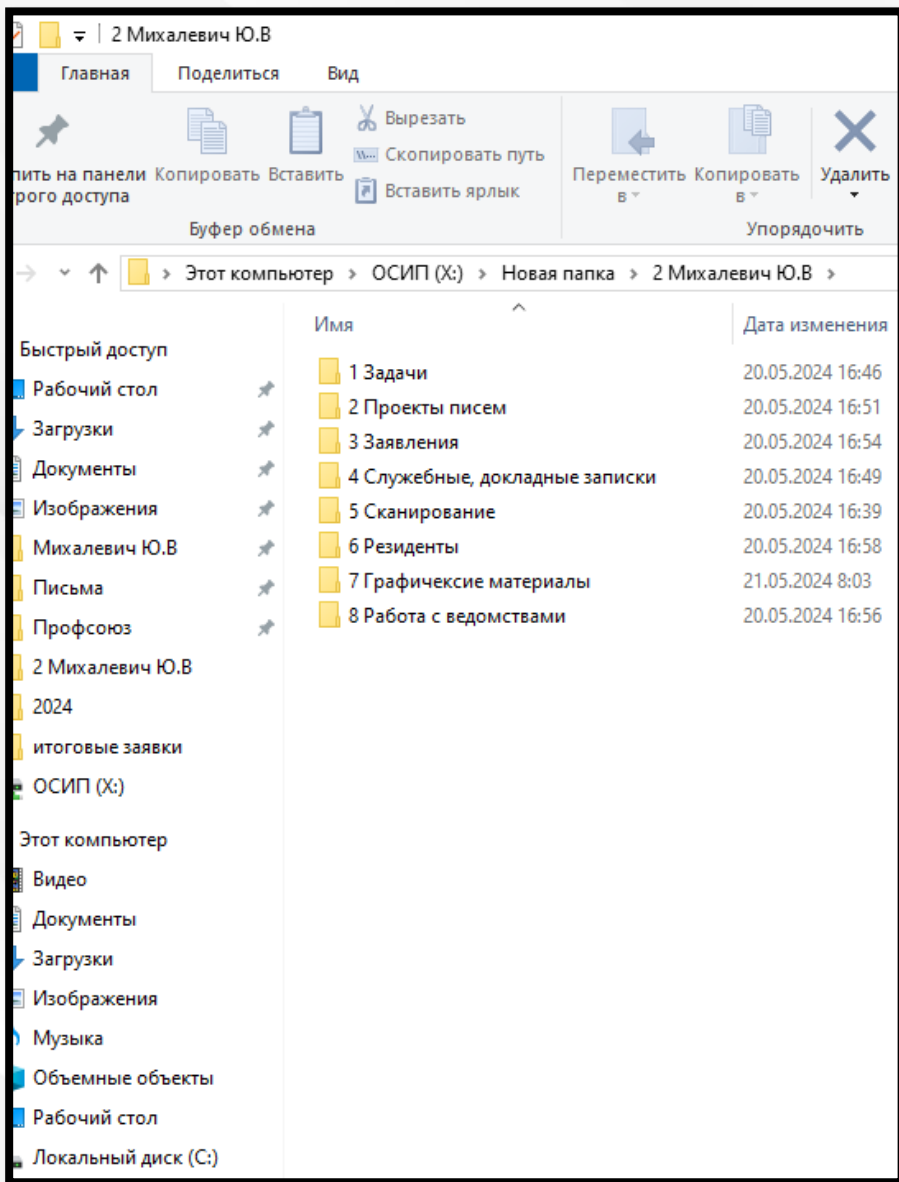 2 Михалевич Ю.В
Главная Поделиться Вид
пить на панели
рого доступа
Копировать
Вставить
Вырезать
Скопировать путь
Вставить ярлык
Переместить в
Копировать в
Удалить
Буфер обмена
Упорядочить
Этот компьютер > ОСИП (X:) > Новая папка > 2 Михалевич Ю.В >
Имя Дата изменения
Быстрый доступ
Рабочий стол
Загрузки
Документы
Изображения
Михалевич Ю.В
Письма
Профсоюз
2 Михалевич Ю.В
2024
итоговые заявки
ОСИП (X:)
Этот компьютер
Видео
Документы
Загрузки
Изображения
Музыка
Объемные объекты
Рабочий стол
Локальный диск (C:)
1 Задачи 20.05.2024 16:46
2 Проекты писем 20.05.2024 16:51
3 Заявления 20.05.2024 16:54
4 Служебные, докладные записки 20.05.2024 16:49
5 Сканирование 20.05.2024 16:39
6 Резиденты 20.05.2024 16:58
7 Графичексие материалы 21.05.2024 8:03
8 Работа с ведомствами 20.05.2024 16:56